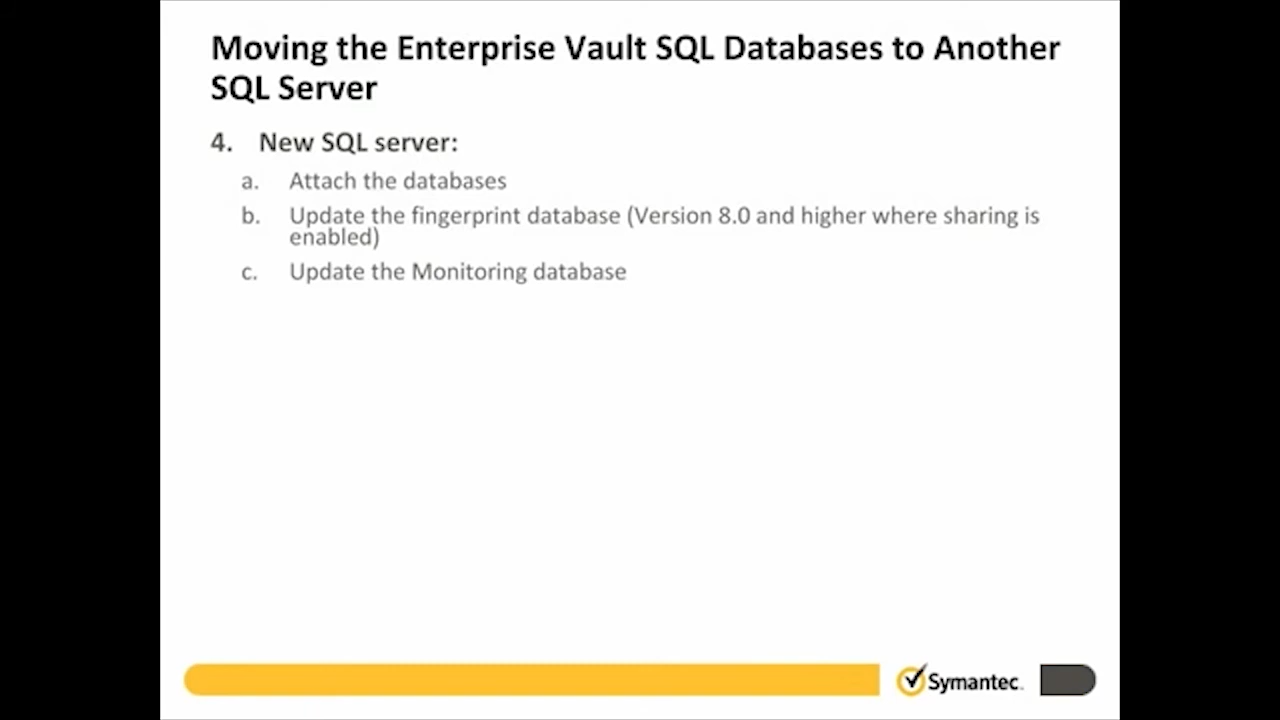 Moving the Enterprise Vault SQL Databases to Another
SQL Server
4. New SQL server:
a. Attach the databases
b. Update the fingerprint database (Version 8.0 and higher where sharing is
enabled)
c. Update the Monitoring database
Symantec.